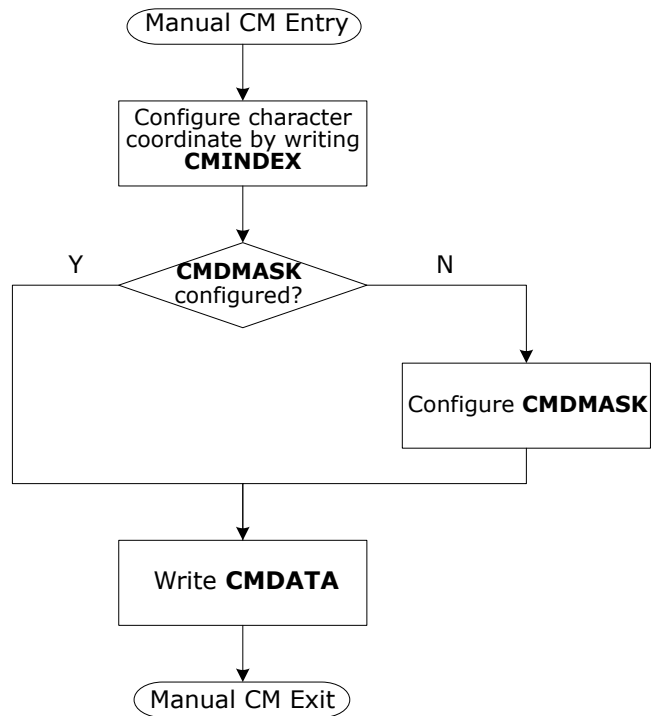 Manual CM Entry
Configure character
coordinate by writing
CMINDEX
Y
CMDMASK
configured?
N
Configure CMDMASK
Write CMDATA
Manual CM Exit